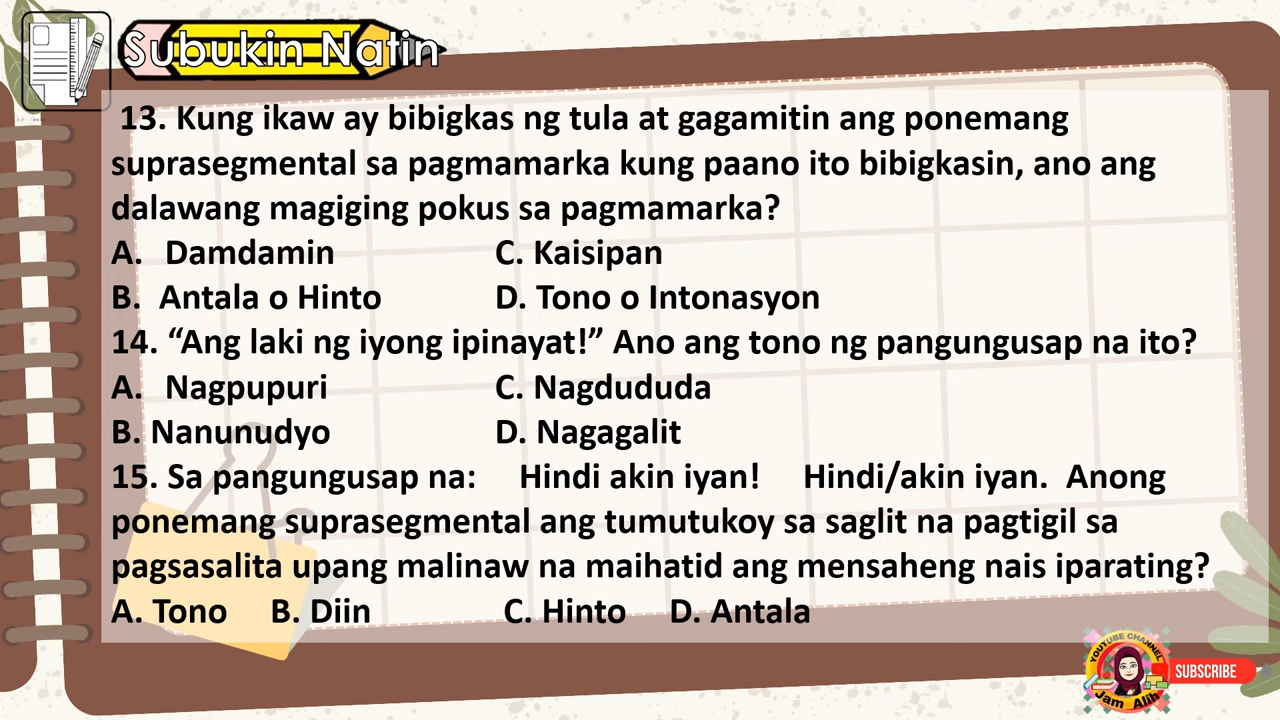 Subukin Natin
13. Kung ikaw ay bibigkas ng tula at gagamitin ang ponemang
suprasegmental sa pagmamarka kung paano ito bibigkasin, ano ang
dalawang magiging pokus sa pagmamarka?
A. Damdamin C. Kaisipan
B. Antala o Hinto D. Tono o Intonasyon
14. “Ang laki ng iyong ipinayat!” Ano ang tono ng pangungusap na ito?
A. Nagpupuri C. Nagdududa
B. Nanunudyo D. Nagagalit
15. Sa pangungusap na: Hindi akin iyan! Hindi/akin iyan. Anong
ponemang suprasegmental ang tumutukoy sa saglit na pagtigil sa
pagsasalita upang malinaw na maihatid ang mensaheng nais iparating?
A. Tono B. Diin C. Hinto D. Antala
YOUTUBE CHANNEL
Jam Alih
SUBSCRIBE